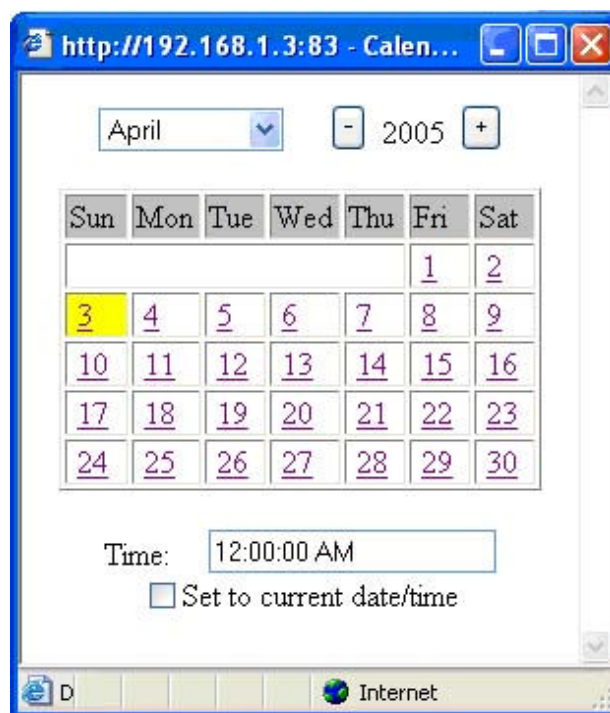 http://192.168.1.3:83 - Calen...
April - 2005 +
Sun Mon Tue Wed Thu Fri Sat
1 2
3 4 5 6 7 8 9
10 11 12 13 14 15 16
17 18 19 20 21 22 23
24 25 26 27 28 29 30
Time: 12:00:00 AM
Set to current date/time
D Internet